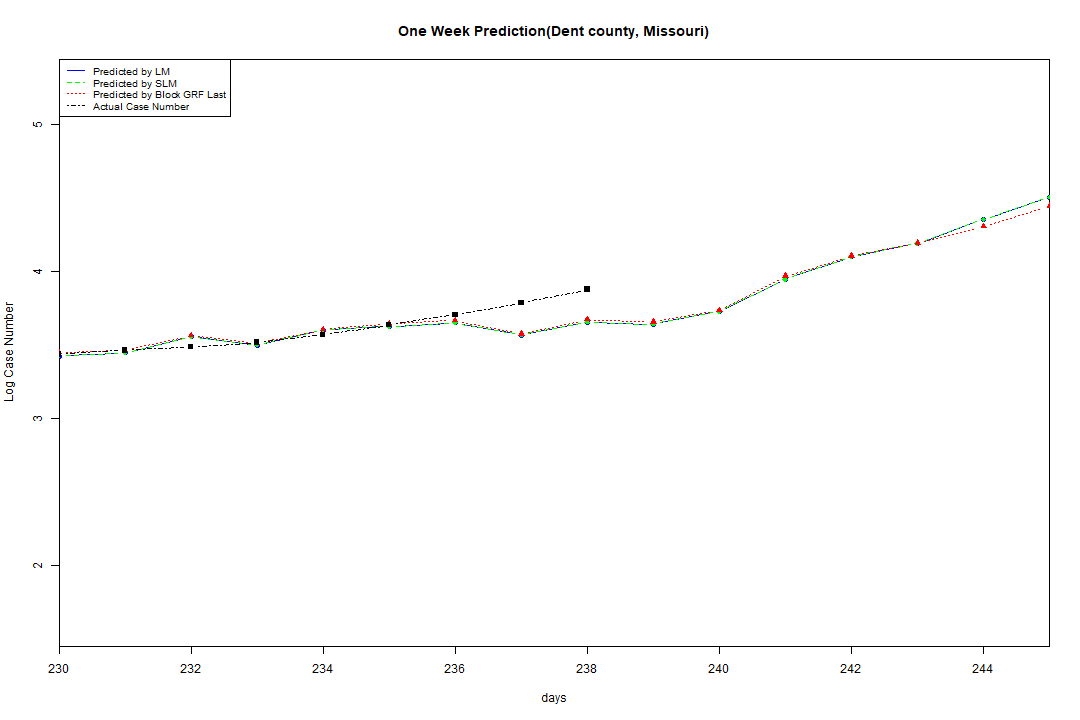 One Week Prediction(Dent county, Missouri)
Predicted by LM
Predicted by SLM
Predicted by Block GRF Last
Actual Case Number
5
4
3
2
Log Case Number
230 232 234 236 238 240 242 244
days